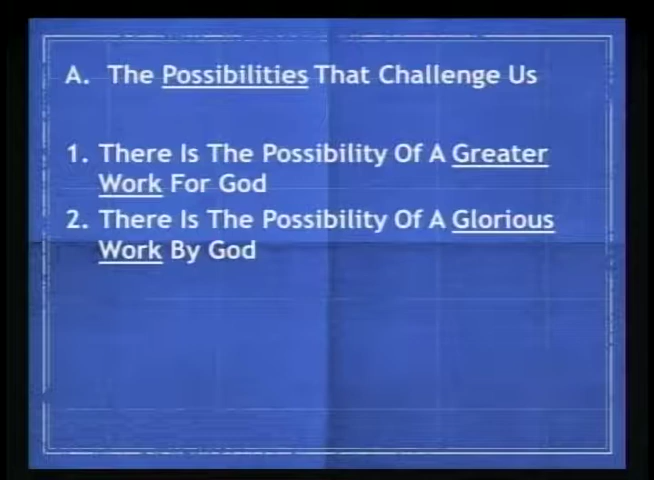 A. The Possibilities That Challenge Us
1. There Is The Possibility Of A Greater
Work For God
2. There Is The Possibility Of A Glorious
Work By God